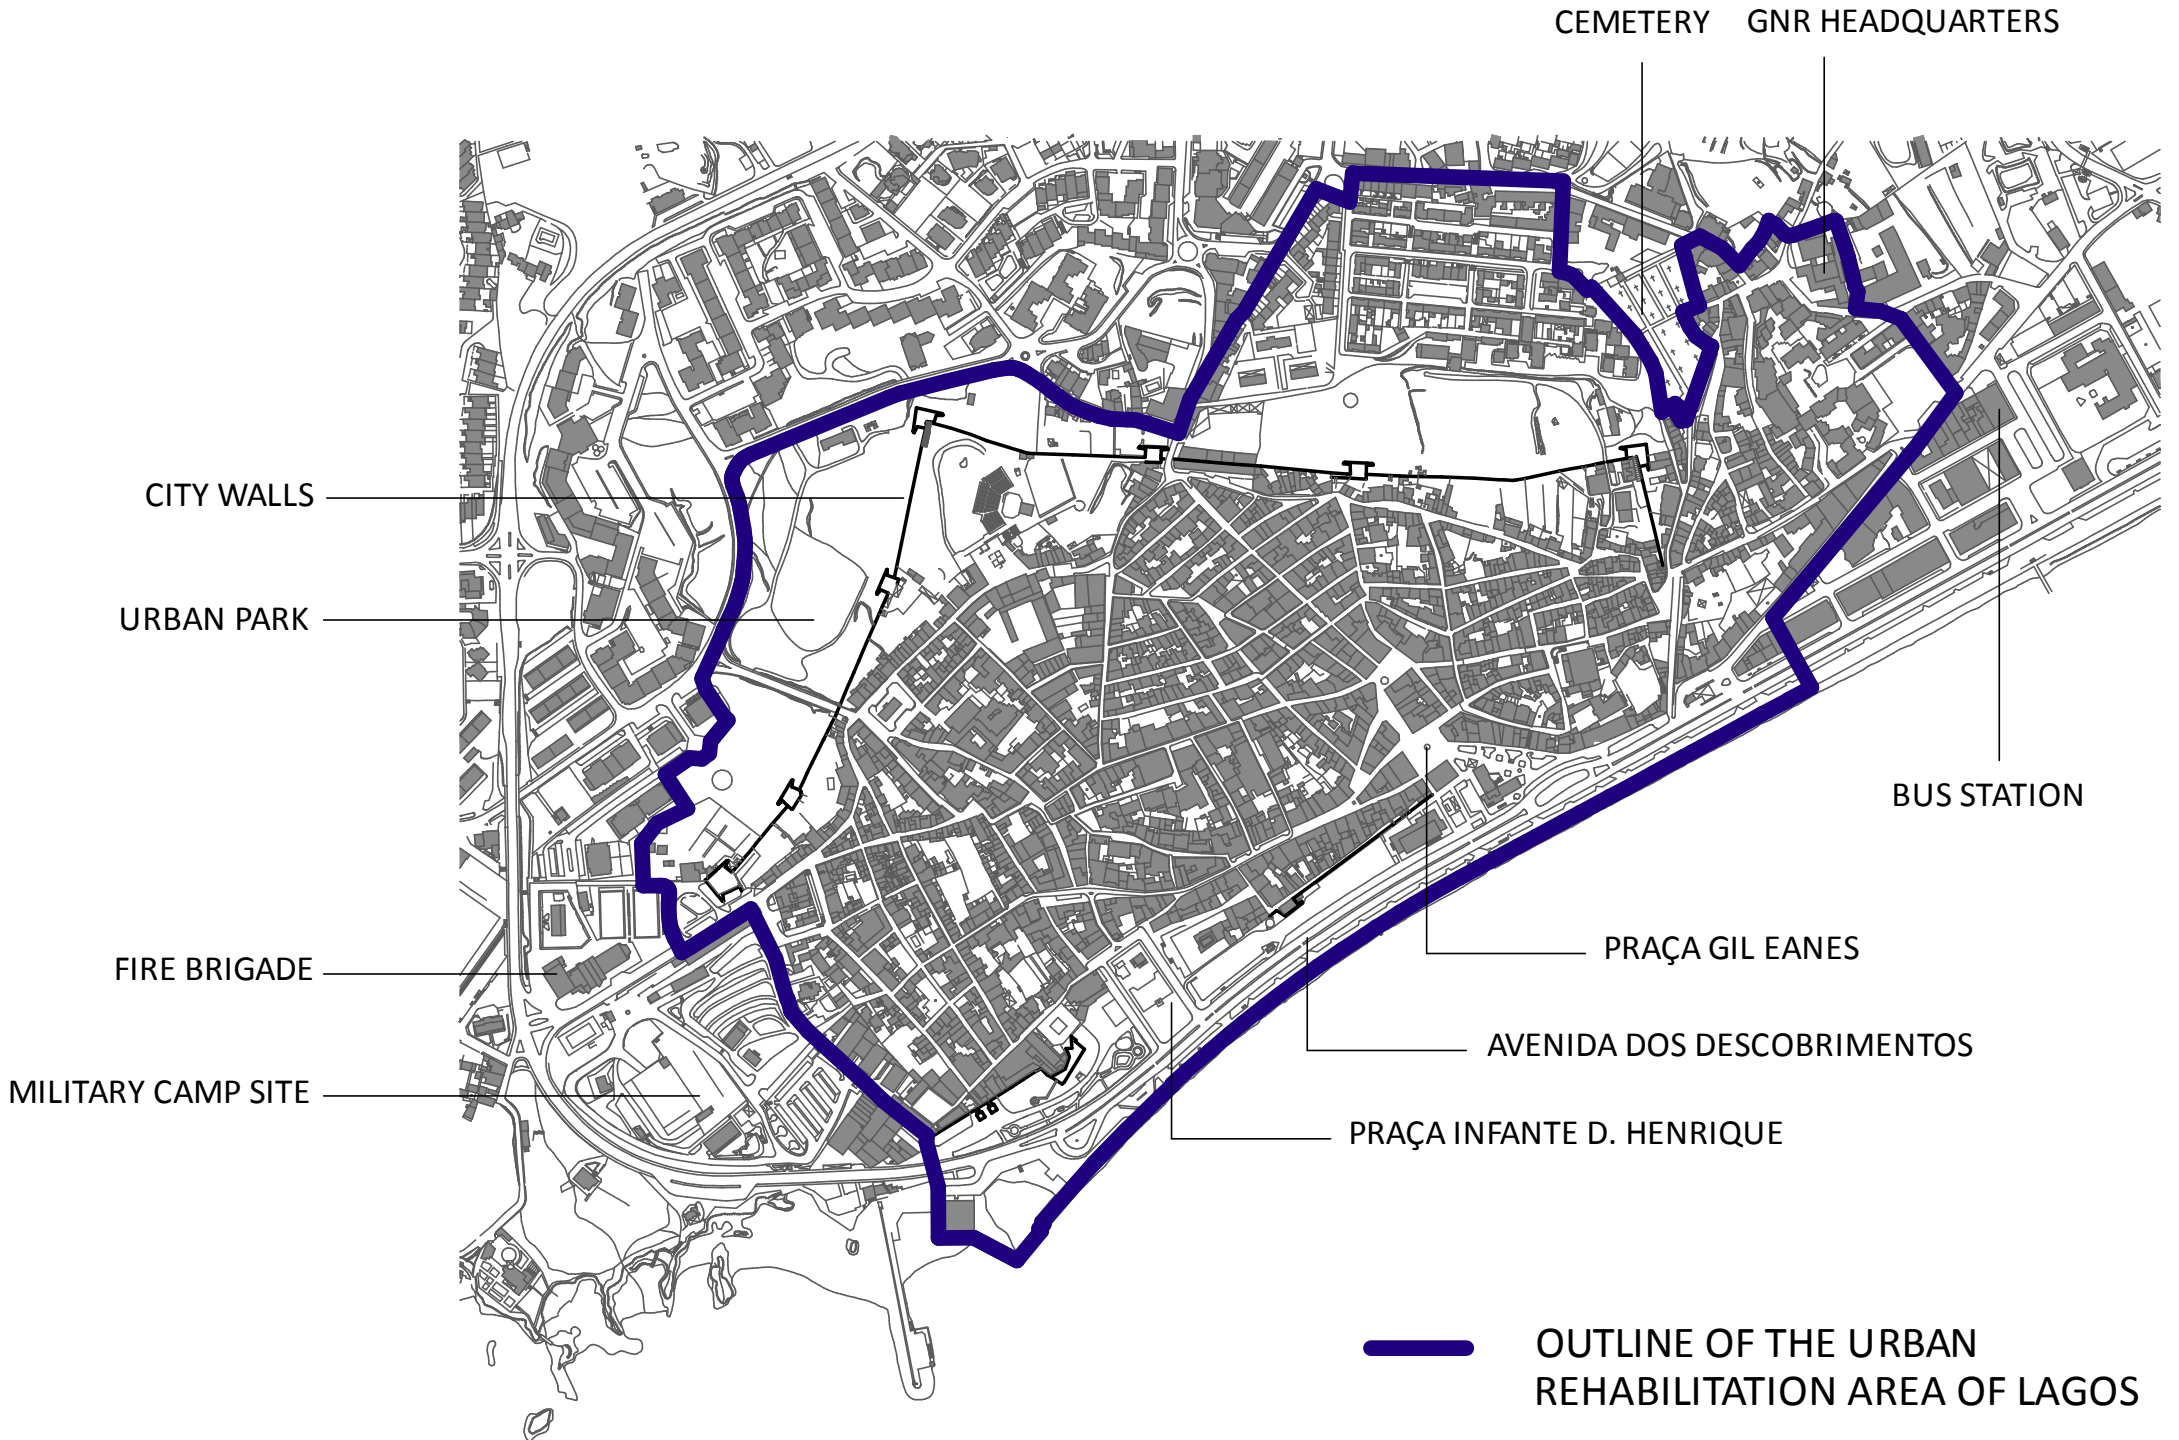 CEMETERY
GNR HEADQUARTERS
CITY WALLS
URBAN PARK
BUS STATION
FIRE BRIGADE
PRAÇA GIL EANES
AVENIDA DOS DESCOBRIMENTOS
MILITARY CAMP SITE
PRAÇA INFANTE D. HENRIQUE
OUTLINE OF THE URBAN
REHABILITATION AREA OF LAGOS